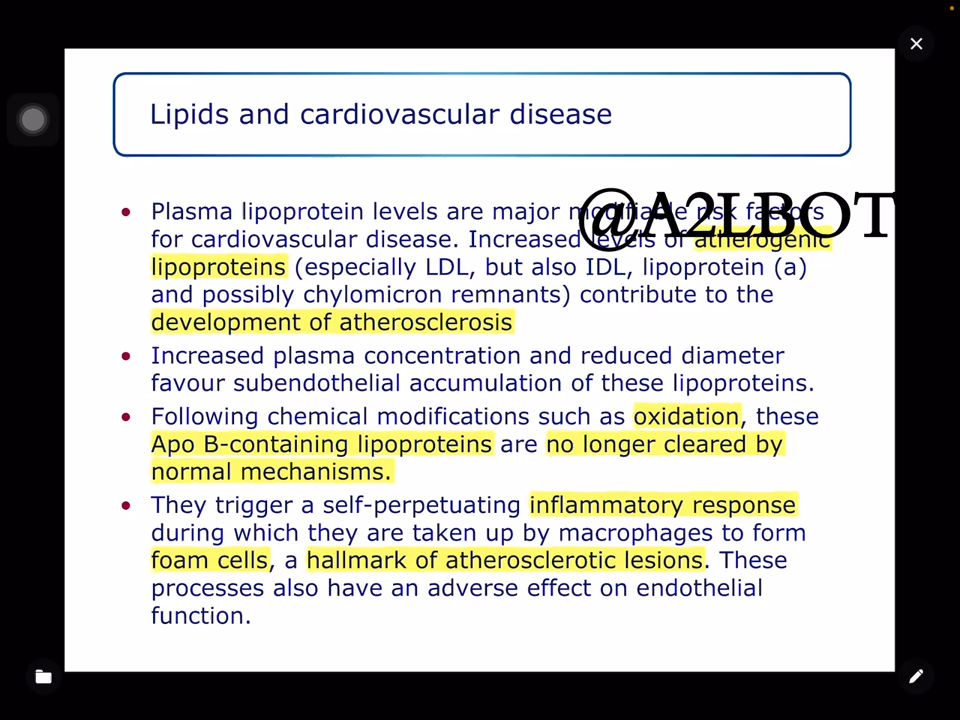 Lipids and cardiovascular disease
@A2LBOT
• Plasma lipoprotein levels are major modifiable risk factors
for cardiovascular disease. Increased levels of atherogenic
lipoproteins (especially LDL, but also IDL, lipoprotein (a)
and possibly chylomicron remnants) contribute to the
development of atherosclerosis
• Increased plasma concentration and reduced diameter
favour subendothelial accumulation of these lipoproteins.
• Following chemical modifications such as oxidation, these
Apo B-containing lipoproteins are no longer cleared by
normal mechanisms.
• They trigger a self-perpetuating inflammatory response
during which they are taken up by macrophages to form
foam cells, a hallmark of atherosclerotic lesions. These
processes also have an adverse effect on endothelial
function.